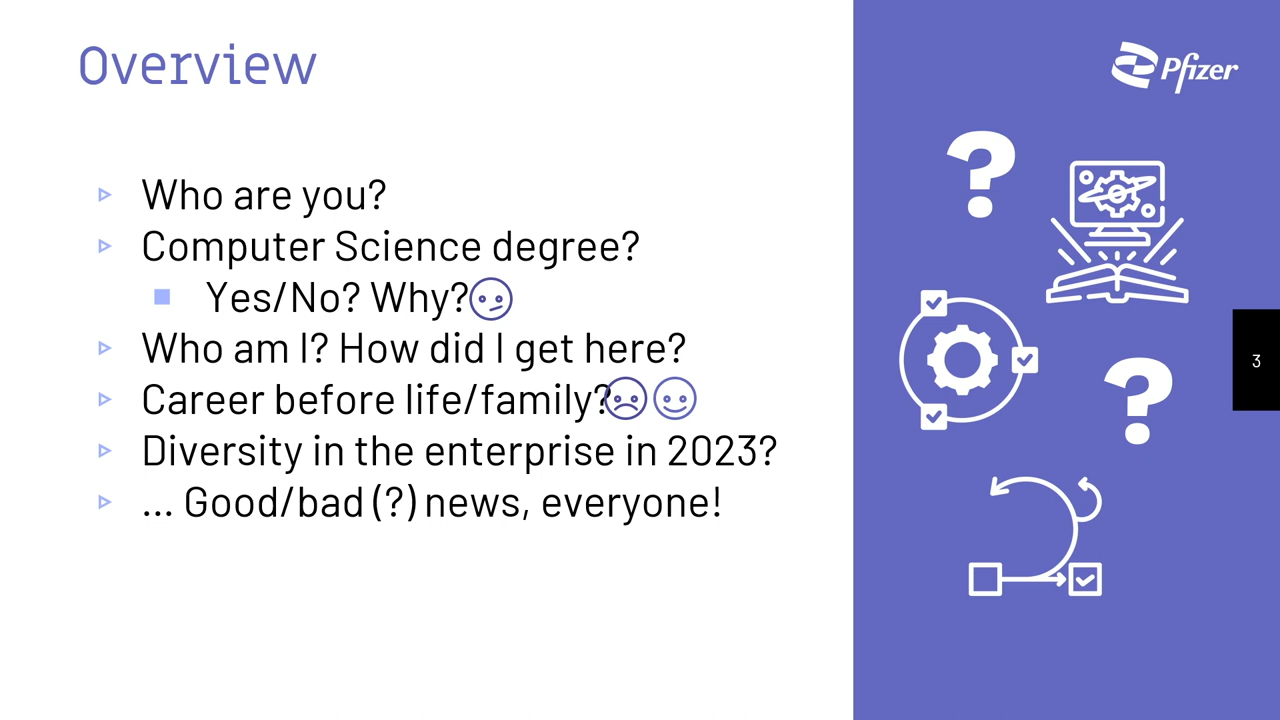 Overview
Pfizer
Who are you?
Computer Science degree?
Yes/No? Why?
Who am I? How did I get here?
Career before life/family?
Diversity in the enterprise in 2023?
... Good/bad (?) news, everyone!
?
?
3